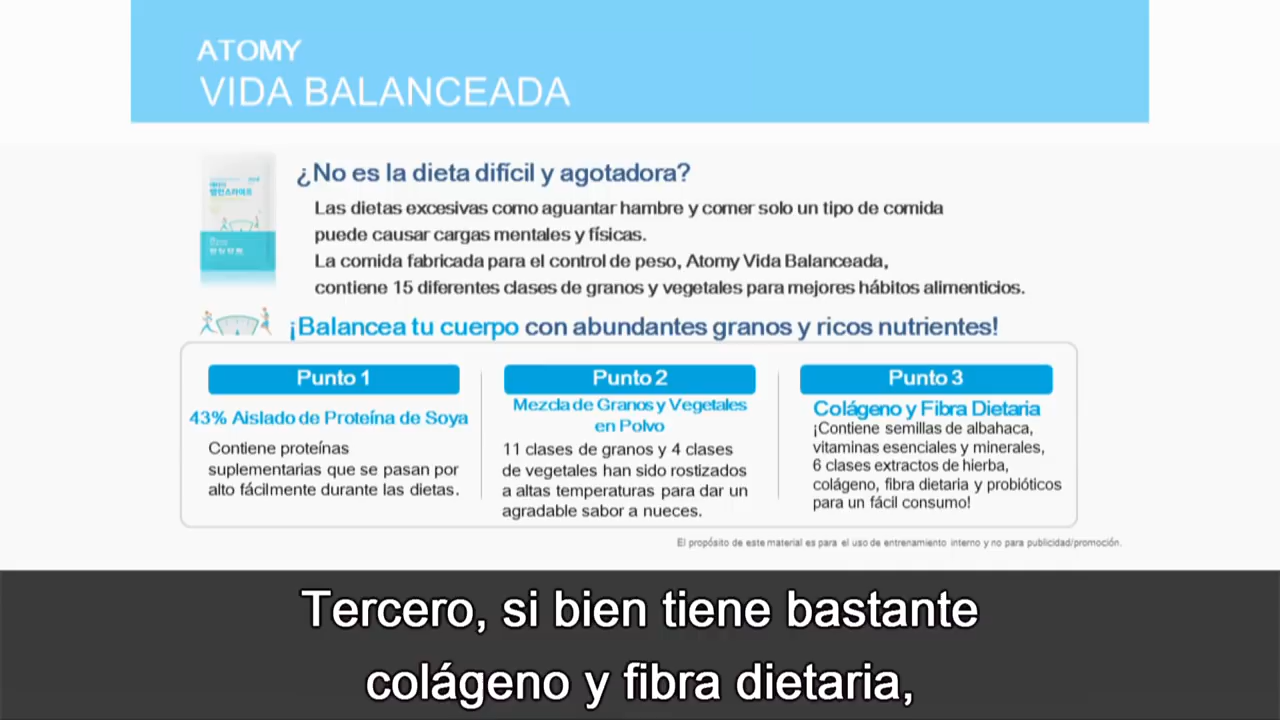 ATOMY
VIDA BALANCEADA
¿No es la dieta difícil y agotadora?
Las dietas excesivas como aguantar hambre y comer solo un tipo de comida
puede causar cargas mentales y físicas.
La comida fabricada para el control de peso, Atomy Vida Balanceada,
contiene 15 diferentes clases de granos y vegetales para mejores hábitos alimenticios.
¡Balancea tu cuerpo con abundantes granos y ricos nutrientes!
Punto 1
43% Aislado de Proteína de Soya
Contiene proteínas
suplementarias que se pasan por
alto fácilmente durante las dietas.
Punto 2
Mezcla de Granos y Vegetales
en Polvo
11 clases de granos y 4 clases
de vegetales han sido rostizados
a altas temperaturas para dar un
agradable sabor a nueces.
Punto 3
Colágeno y Fibra Dietaria
¡Contiene semillas de albahaca,
vitaminas esenciales y minerales,
6 clases extractos de hierba,
colágeno, fibra dietaria y probióticos
para un fácil consumo!
El propósito de este material es para el uso de entrenamiento interno y no para publicidad/promoción.
Tercero, si bien tiene bastante
colágeno y fibra dietaria,